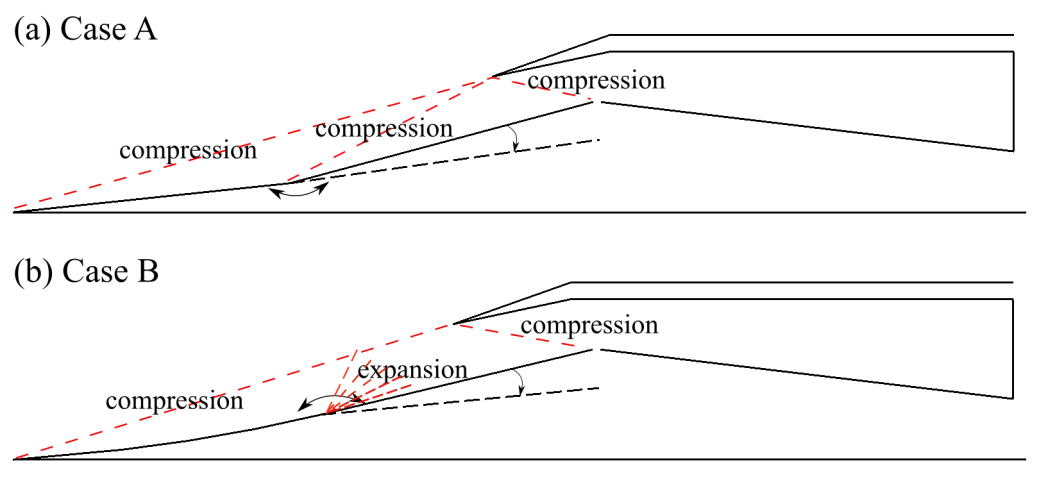 (a) Case A
compression
compression
compression
(b) Case B
compression
expansion
compression